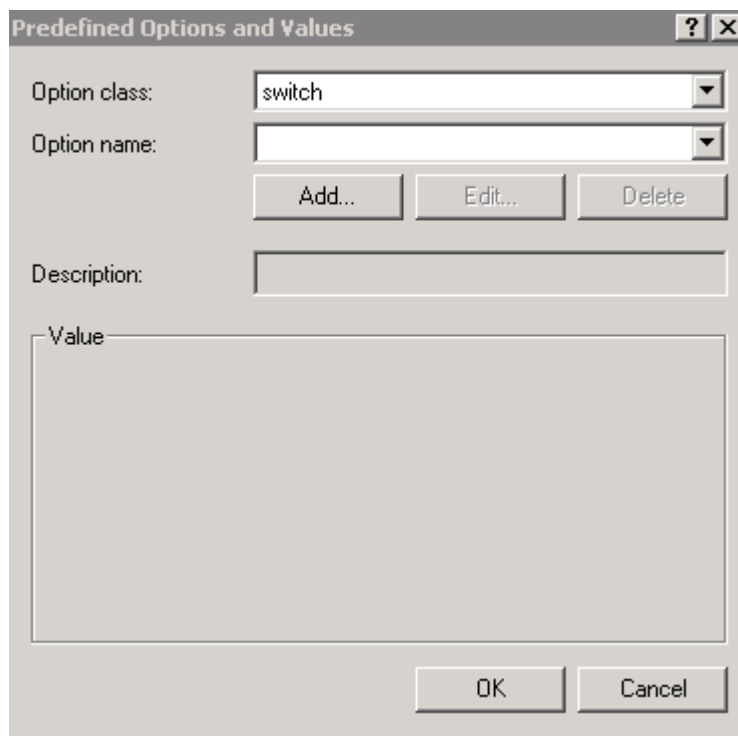 Predefined Options and Values
Option class: switch
Option name:
Add... Edit... Delete
Description:
Value
OK Cancel